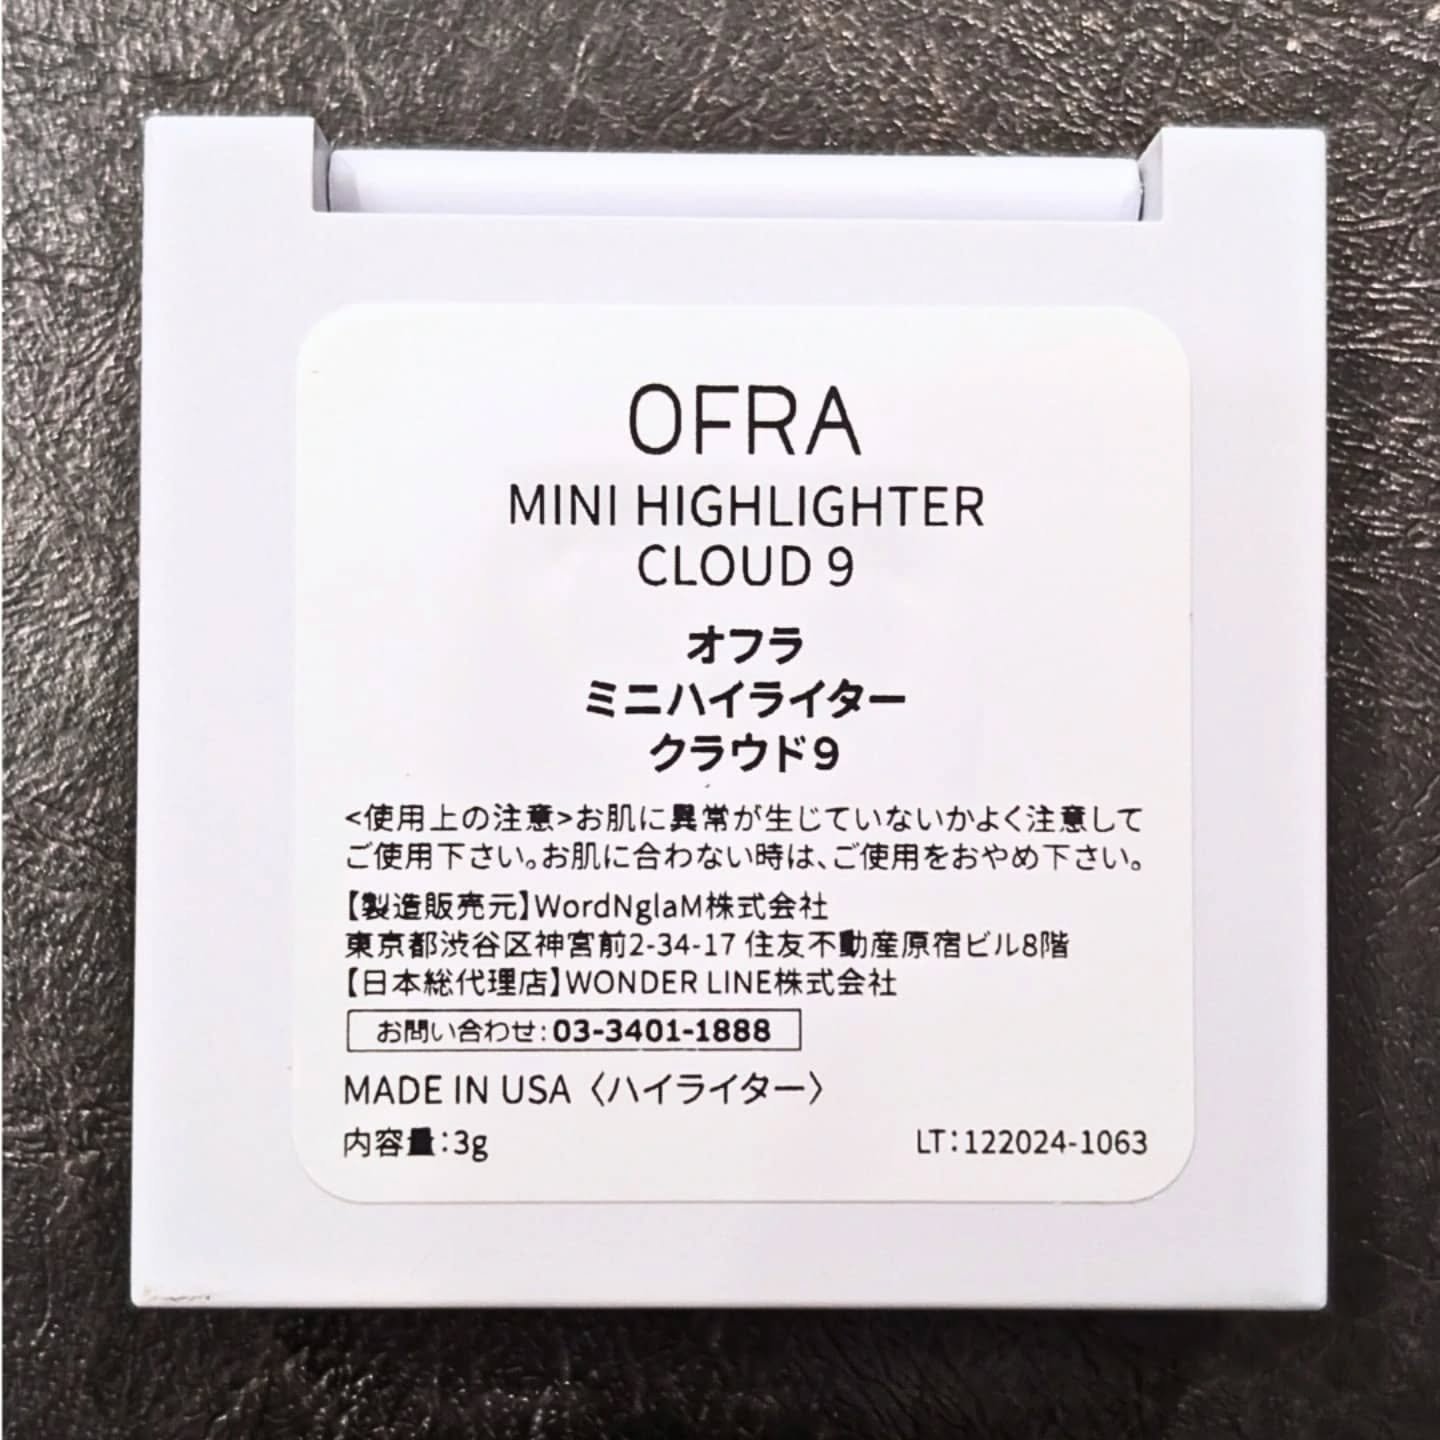 OFRA
MINI HIGHLIGHTER
CLOUD 9
オフラ
ミニハイライター
クラウド9
<使用上の注意>お肌に異常が生じていないかよく注意して
ご使用下さい。お肌に合わない時は、ご使用をおやめ下さい。
【製造販売元】WordNglaM株式会社
東京都渋谷区神宮前2-34-17 住友不動産原宿ビル8階
【日本総代理店】WONDER LINE株式会社
お問い合わせ:03-3401-1888
MADE IN USA〈ハイライター〉
内容量:3g LT:122024-1063